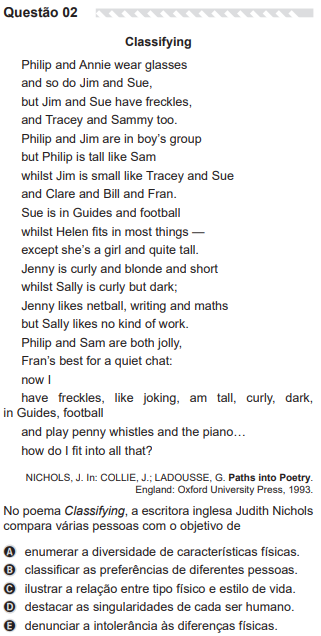 Questão 02
Classifying
Philip and Annie wear glasses
and so do Jim and Sue,
but Jim and Sue have freckles,
and Tracey and Sammy too.
Philip and Jim are in boy's group
but Philip is tall like Sam
whilst Jim is small like Tracey and Sue
and Clare and Bill and Fran.
Sue is in Guides and football
whilst Helen fits in most things —
except she's a girl and quite tall.
Jenny is curly and blonde and short
whilst Sally is curly but dark;
Jenny likes netball, writing and maths
but Sally likes no kind of work.
Philip and Sam are both jolly,
Fran's best for a quiet chat:
now I
have freckles, like joking, am tall, curly, dark,
in Guides, football
and play penny whistles and the piano…
how do I fit into all that?
NICHOLS, J. In: COLLIE, J.; LADOUSSE, G. Paths into Poetry.
England: Oxford University Press, 1993.
No poema Classifying, a escritora inglesa Judith Nichols
compara várias pessoas com o objetivo de
A enumerar a diversidade de características físicas.
B classificar as preferências de diferentes pessoas.
C ilustrar a relação entre tipo físico e estilo de vida.
D destacar as singularidades de cada ser humano.
E denunciar a intolerância às diferenças físicas.